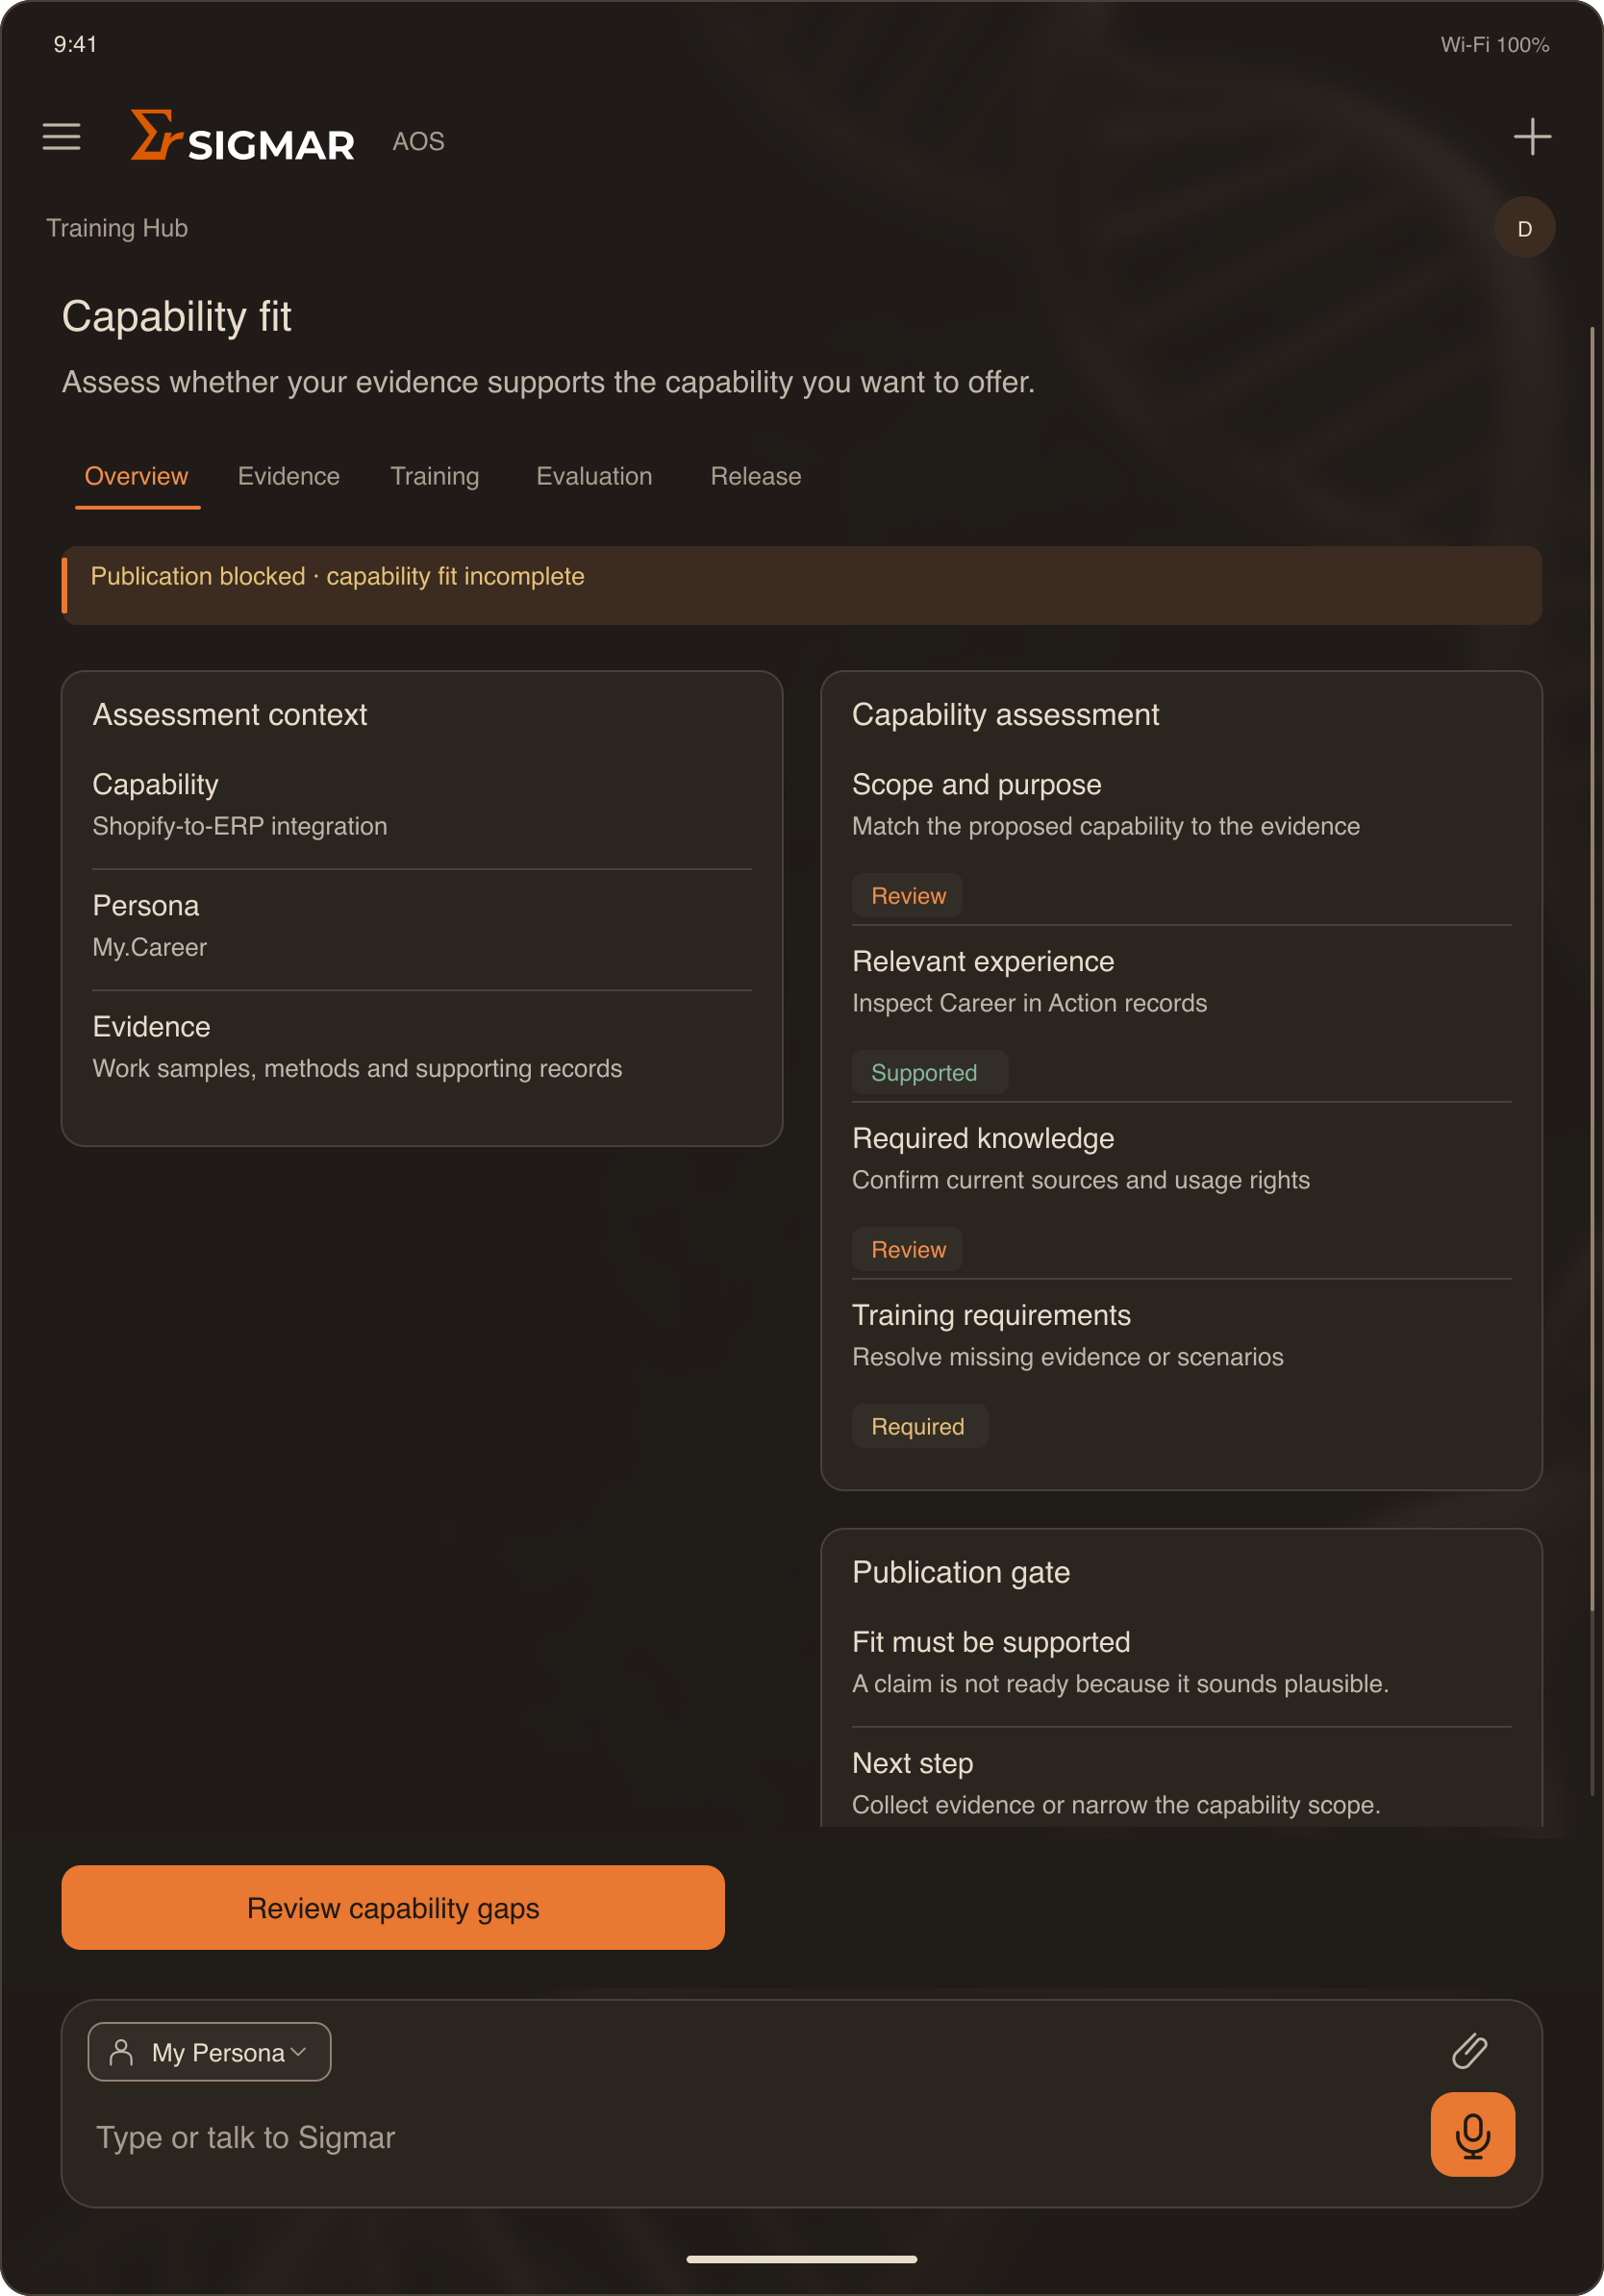 9:41
Wi-Fi 100%
Σr SIGMAR AOS
Training Hub
D
Capability fit
Assess whether your evidence supports the capability you want to offer.
Overview Evidence Training Evaluation Release
Publication blocked · capability fit incomplete
Assessment context
Capability
Shopify-to-ERP integration
Persona
My.Career
Evidence
Work samples, methods and supporting records
Capability assessment
Scope and purpose
Match the proposed capability to the evidence
Review
Relevant experience
Inspect Career in Action records
Supported
Required knowledge
Confirm current sources and usage rights
Review
Training requirements
Resolve missing evidence or scenarios
Required
Publication gate
Fit must be supported
A claim is not ready because it sounds plausible.
Next step
Collect evidence or narrow the capability scope.
Review capability gaps
My Persona
Type or talk to Sigmar